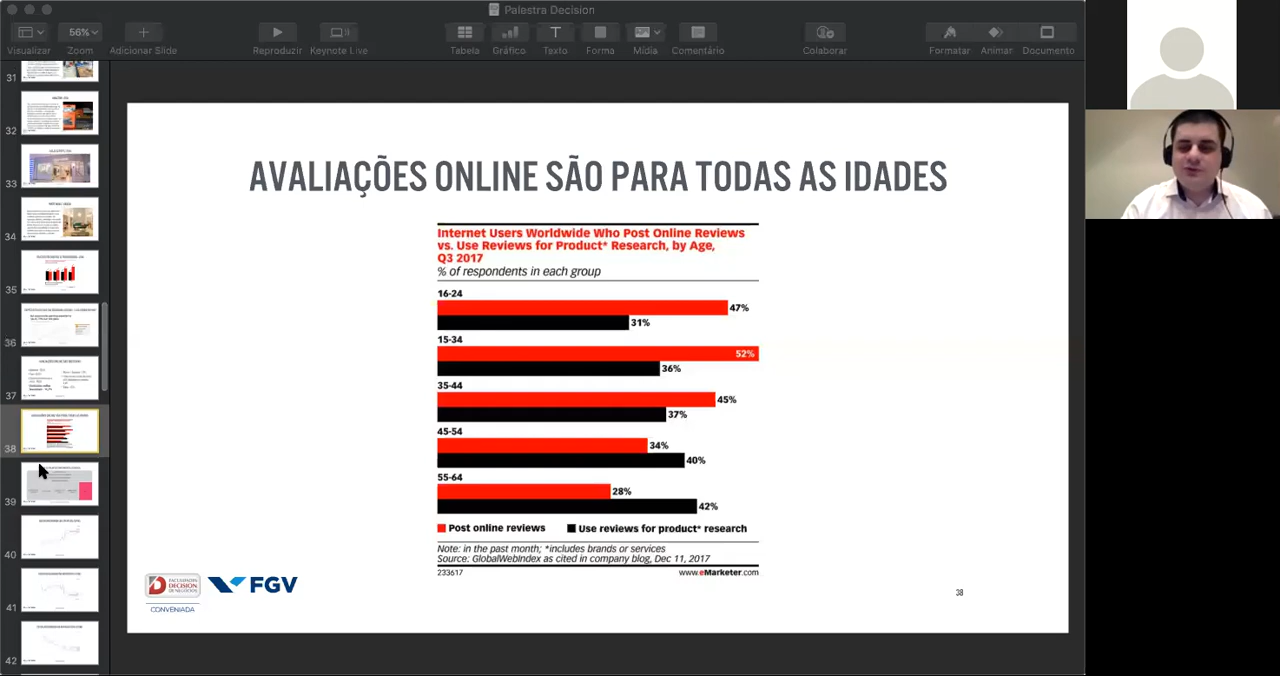 Palestra Decision
56%
Visualizar Zoom Adicionar Slide Reproduzir Keynote Live Tabela Gráfico Texto Forma Mídia Comentário Colaborar Formatar Animar Documento
31
32
33
34
35
36
37
38
39
40
41
42
AVALIAÇÕES ONLINE SÃO PARA TODAS AS IDADES
Internet Users Worldwide Who Post Online Reviews
vs. Use Reviews for Product* Research, by Age,
Q3 2017
% of respondents in each group
16-24
47%
31%
15-34
52%
36%
35-44
45%
37%
45-54
34%
40%
55-64
28%
42%
Post online reviews Use reviews for product* research
Note: in the past month; *includes brands or services
Source: GlobalWebIndex as cited in company blog, Dec 11, 2017
233617 www.eMarketer.com
D FACULDADE DECISION DE NEGÓCIOS
FGV
CONVENIADA
38